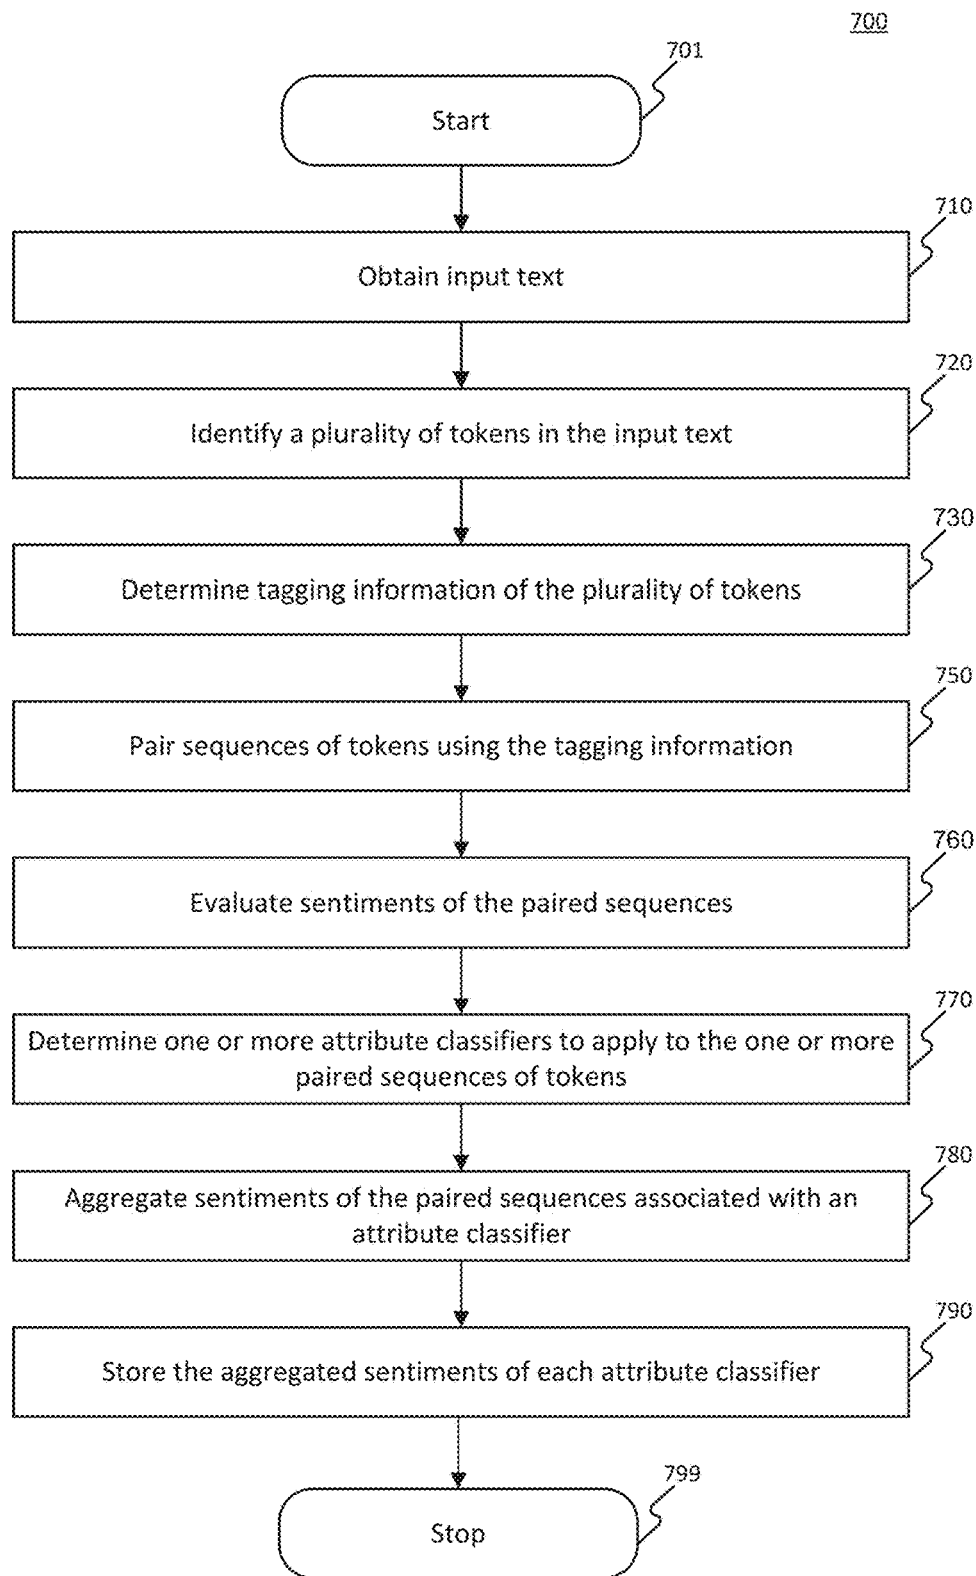 700
701
Start
710
Obtain input text
720
Identify a plurality of tokens in the input text
730
Determine tagging information of the plurality of tokens
750
Pair sequences of tokens using the tagging information
760
Evaluate sentiments of the paired sequences
770
Determine one or more attribute classifiers to apply to the one or more
paired sequences of tokens
780
Aggregate sentiments of the paired sequences associated with an
attribute classifier
790
Store the aggregated sentiments of each attribute classifier
799
Stop